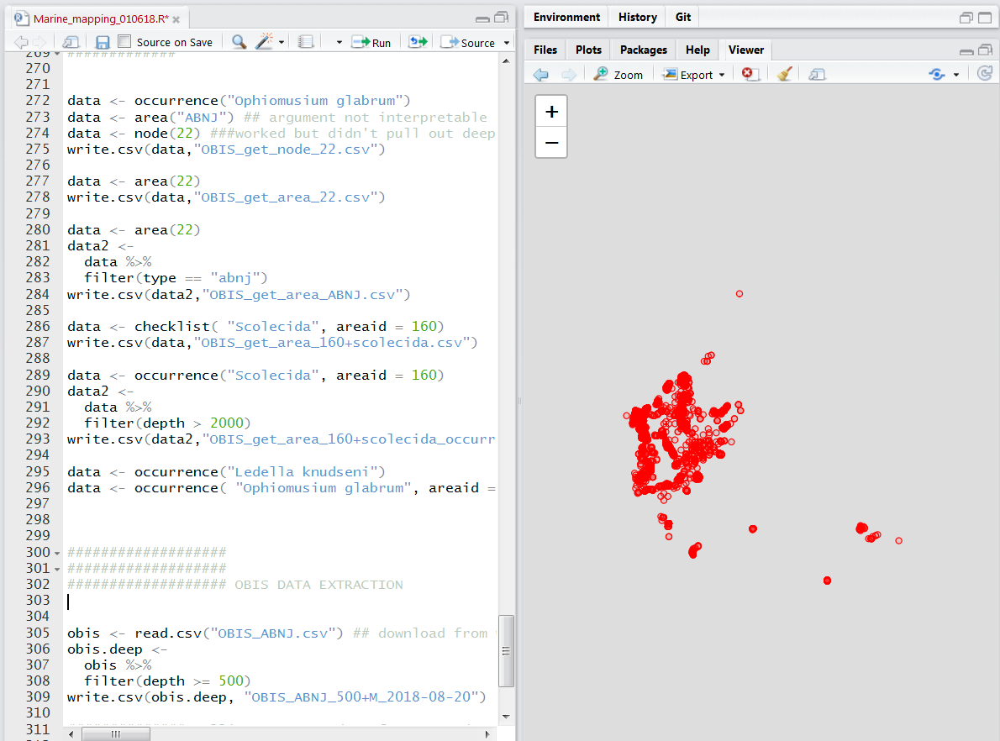 Marine_mapping_010618.R*
Source on Save
Run
Source
269 #############
270
271
272 data <- occurrence("Ophiomusium glabrum")
273 data <- area("ABNJ") ## argument not interpretable
274 data <- node(22) ###worked but didn't pull out deep
275 write.csv(data,"OBIS_get_node_22.csv")
276
277 data <- area(22)
278 write.csv(data,"OBIS_get_area_22.csv")
279
280 data <- area(22)
281 data2 <-
282 data %>%
283 filter(type == "abnj")
284 write.csv(data2,"OBIS_get_area_ABNJ.csv")
285
286 data <- checklist( "Scolecida", areaid = 160)
287 write.csv(data,"OBIS_get_area_160+scolecida.csv")
288
289 data <- occurrence("Scolecida", areaid = 160)
290 data2 <-
291 data %>%
292 filter(depth > 2000)
293 write.csv(data2,"OBIS_get_area_160+scolecida_occurr
294
295 data <- occurrence("Ledella knudseni")
296 data <- occurrence( "Ophiomusium glabrum", areaid =
297
298
299
300 ###################
301 ###################
302 ################### OBIS DATA EXTRACTION
303
304
305 obis <- read.csv("OBIS_ABNJ.csv") ## download from
306 obis.deep <-
307 obis %>%
308 filter(depth >= 500)
309 write.csv(obis.deep, "OBIS_ABNJ_500+M_2018-08-20")
310
311
Environment History Git
Files Plots Packages Help Viewer
Zoom Export
+
−